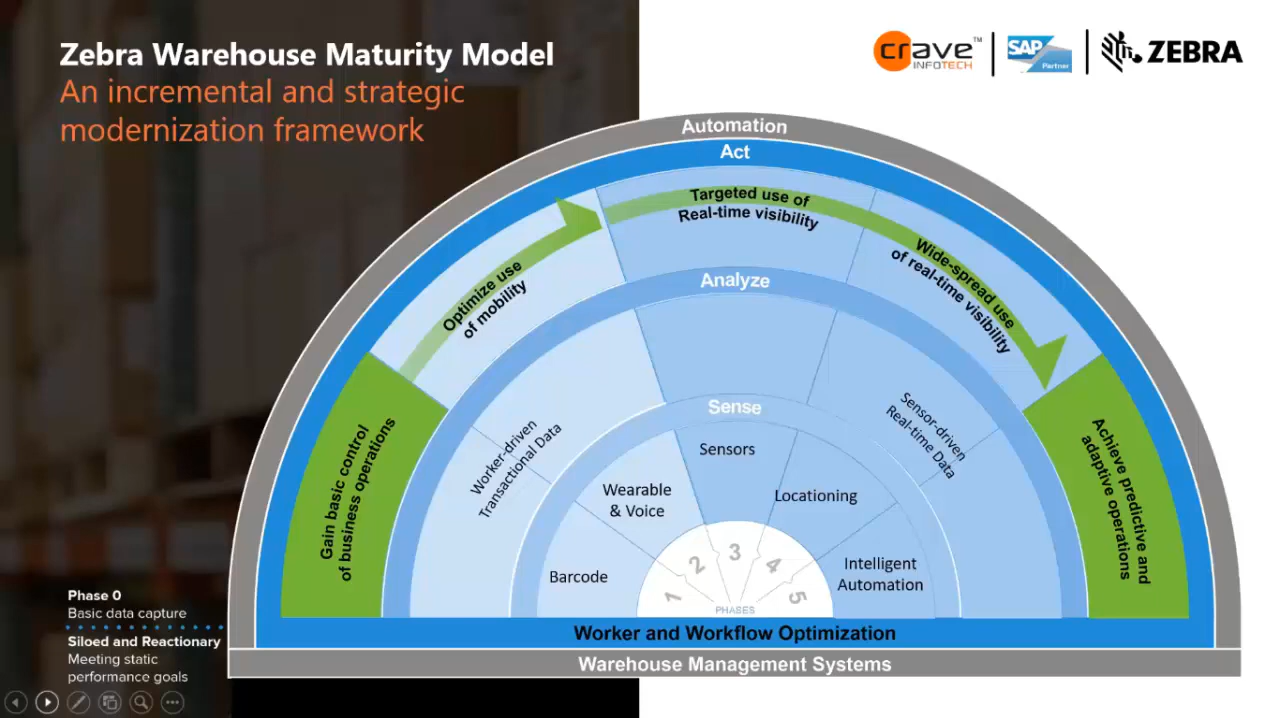 Zebra Warehouse Maturity Model
An incremental and strategic
modernization framework
crave™
INFOTECH
SAP
Partner
ZEBRA
Automation
Act
Targeted use of
Real-time visibility
Optimize use
of mobility
Wide-spread use
of real-time visibility
Analyze
Gain basic control
of business operations
Worker-driven
Transactional Data
Sensor-driven
Real-time Data
Achieve predictive and
adaptive operations
Sense
Sensors
Wearable
& Voice
Locationing
Barcode
Intelligent
Automation
1
2
3
4
5
PHASES
Phase 0
Basic data capture
Siloed and Reactionary
Meeting static
performance goals
Worker and Workflow Optimization
Warehouse Management Systems